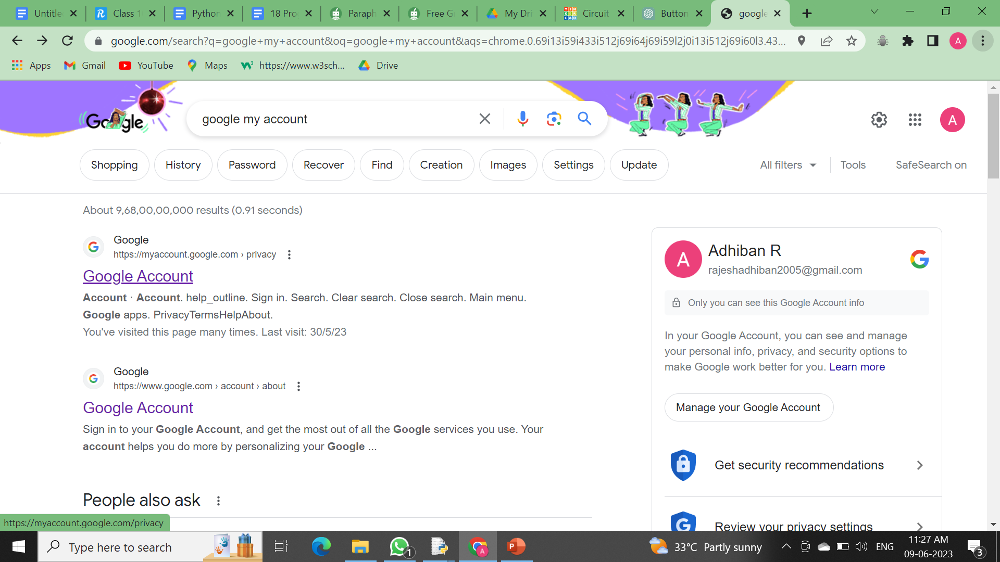 Untitle
Class 1
Python
18 Pro
Paraph
Free G
My Dri
Circuit
Button
google
google.com/search?q=google+my+account&oq=google+my+account&aqs=chrome.0.69i13i59i433i512j69i64j69i59l2j0i13i512j69i60l3.43...
A
Apps
Gmail
YouTube
Maps
https://www.w3sch...
Drive
Google
google my account
A
Shopping
History
Password
Recover
Find
Creation
Images
Settings
Update
All filters
Tools
SafeSearch on
About 9,68,00,00,000 results (0.91 seconds)
Google
https://myaccount.google.com › privacy
Google Account
Account · Account. help_outline. Sign in. Search. Clear search. Close search. Main menu.
Google apps. PrivacyTermsHelpAbout.
You've visited this page many times. Last visit: 30/5/23
Google
https://www.google.com › account › about
Google Account
Sign in to your Google Account, and get the most out of all the Google services you use. Your
account helps you do more by personalizing your Google ...
People also ask
A
Adhiban R
rajeshadhiban2005@gmail.com
Only you can see this Google Account info
In your Google Account, you can see and manage
your personal info, privacy, and security options to
make Google work better for you. Learn more
Manage your Google Account
Get security recommendations
Review your privacy settings
https://myaccount.google.com/privacy
Type here to search
1
A
33°C Partly sunny
ENG
11:27 AM
09-06-2023
3